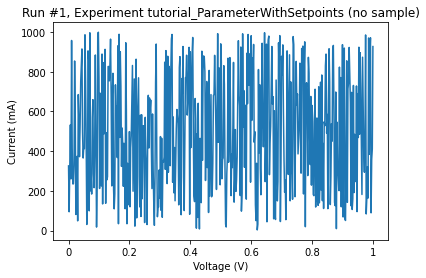 Run #1, Experiment tutorial_ParameterWithSetpoints (no sample)
1000
800
600
400
200
0
Current (mA)
0 0.2 0.4 0.6 0.8 1
Voltage (V)